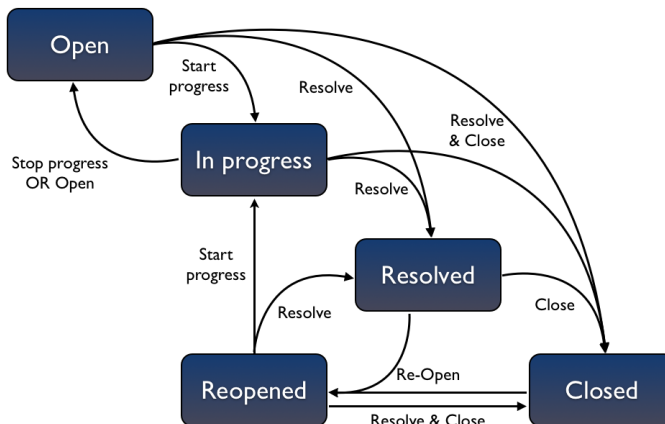 Open
Start
progress
Resolve
Resolve
& Close
In progress
Stop progress
OR Open
Resolve
Start
progress
Resolved
Resolve
Close
Re-Open
Reopened
Closed
Resolve & Close